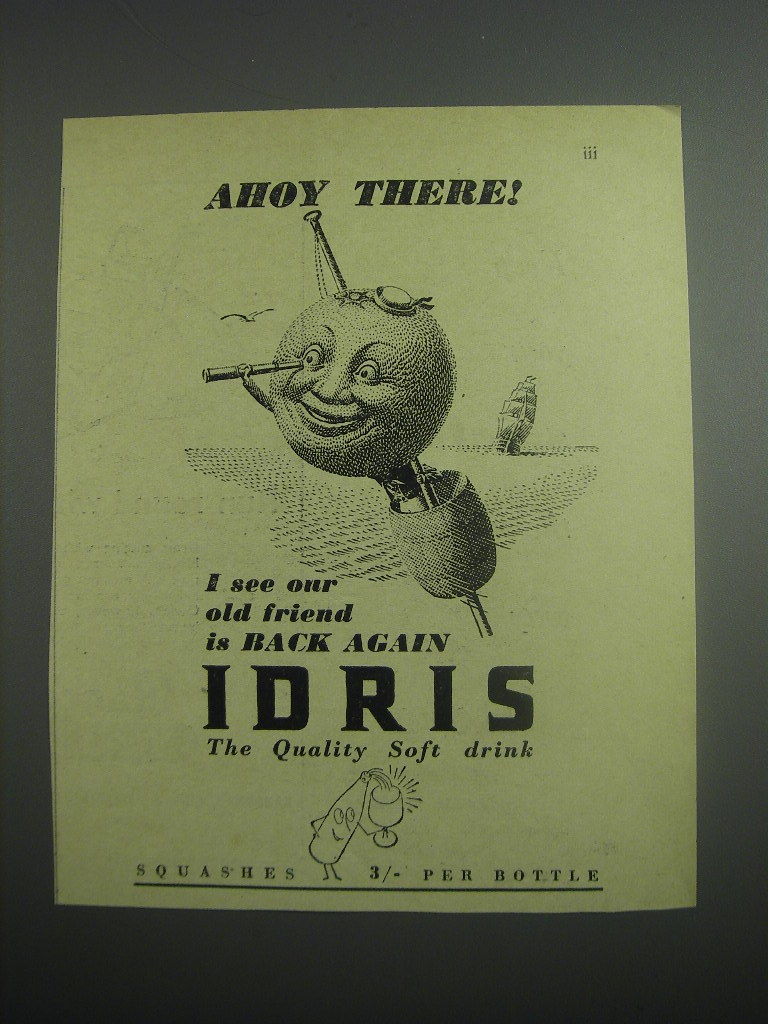 iii
AHOY THERE!
I see our
old friend
is BACK AGAIN
IDRIS
The Quality Soft drink
SQUASHES 3/- PER BOTTLE